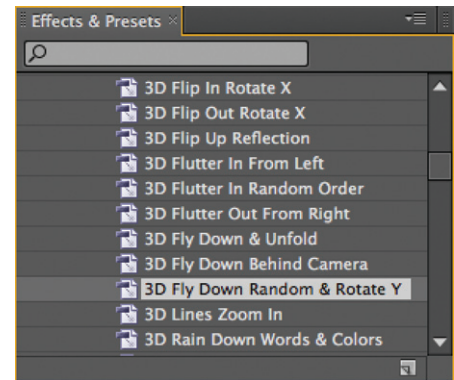 Effects & Presets
3D Flip In Rotate X
3D Flip Out Rotate X
3D Flip Up Reflection
3D Flutter In From Left
3D Flutter In Random Order
3D Flutter Out From Right
3D Fly Down & Unfold
3D Fly Down Behind Camera
3D Fly Down Random & Rotate Y
3D Lines Zoom In
3D Rain Down Words & Colors